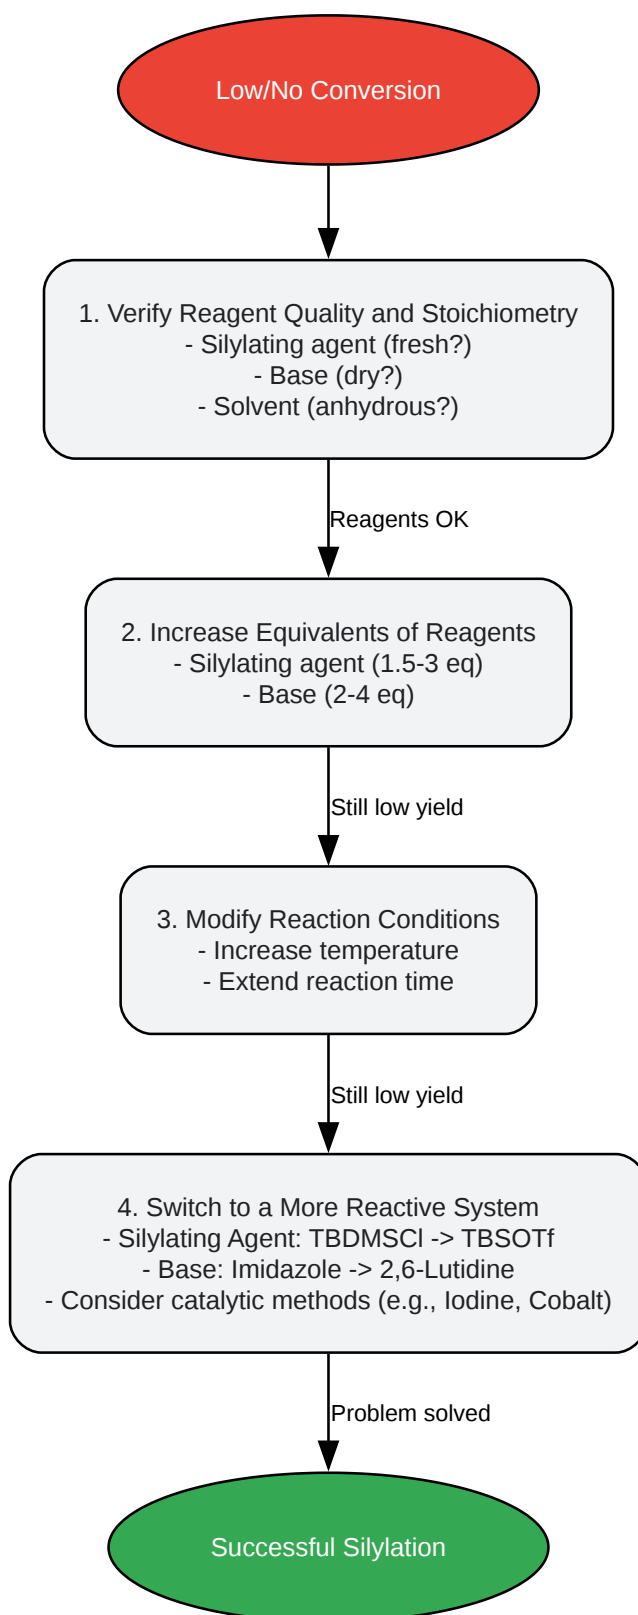 Low/No Conversion
1. Verify Reagent Quality and Stoichiometry
- Silylating agent (fresh?)
- Base (dry?)
- Solvent (anhydrous?)
Reagents OK
2. Increase Equivalents of Reagents
- Silylating agent (1.5-3 eq)
- Base (2-4 eq)
Still low yield
3. Modify Reaction Conditions
- Increase temperature
- Extend reaction time
Still low yield
4. Switch to a More Reactive System
- Silylating Agent: TBDMSCl -> TBSOTf
- Base: Imidazole -> 2,6-Lutidine
- Consider catalytic methods (e.g., Iodine, Cobalt)
Problem solved
Successful Silylation